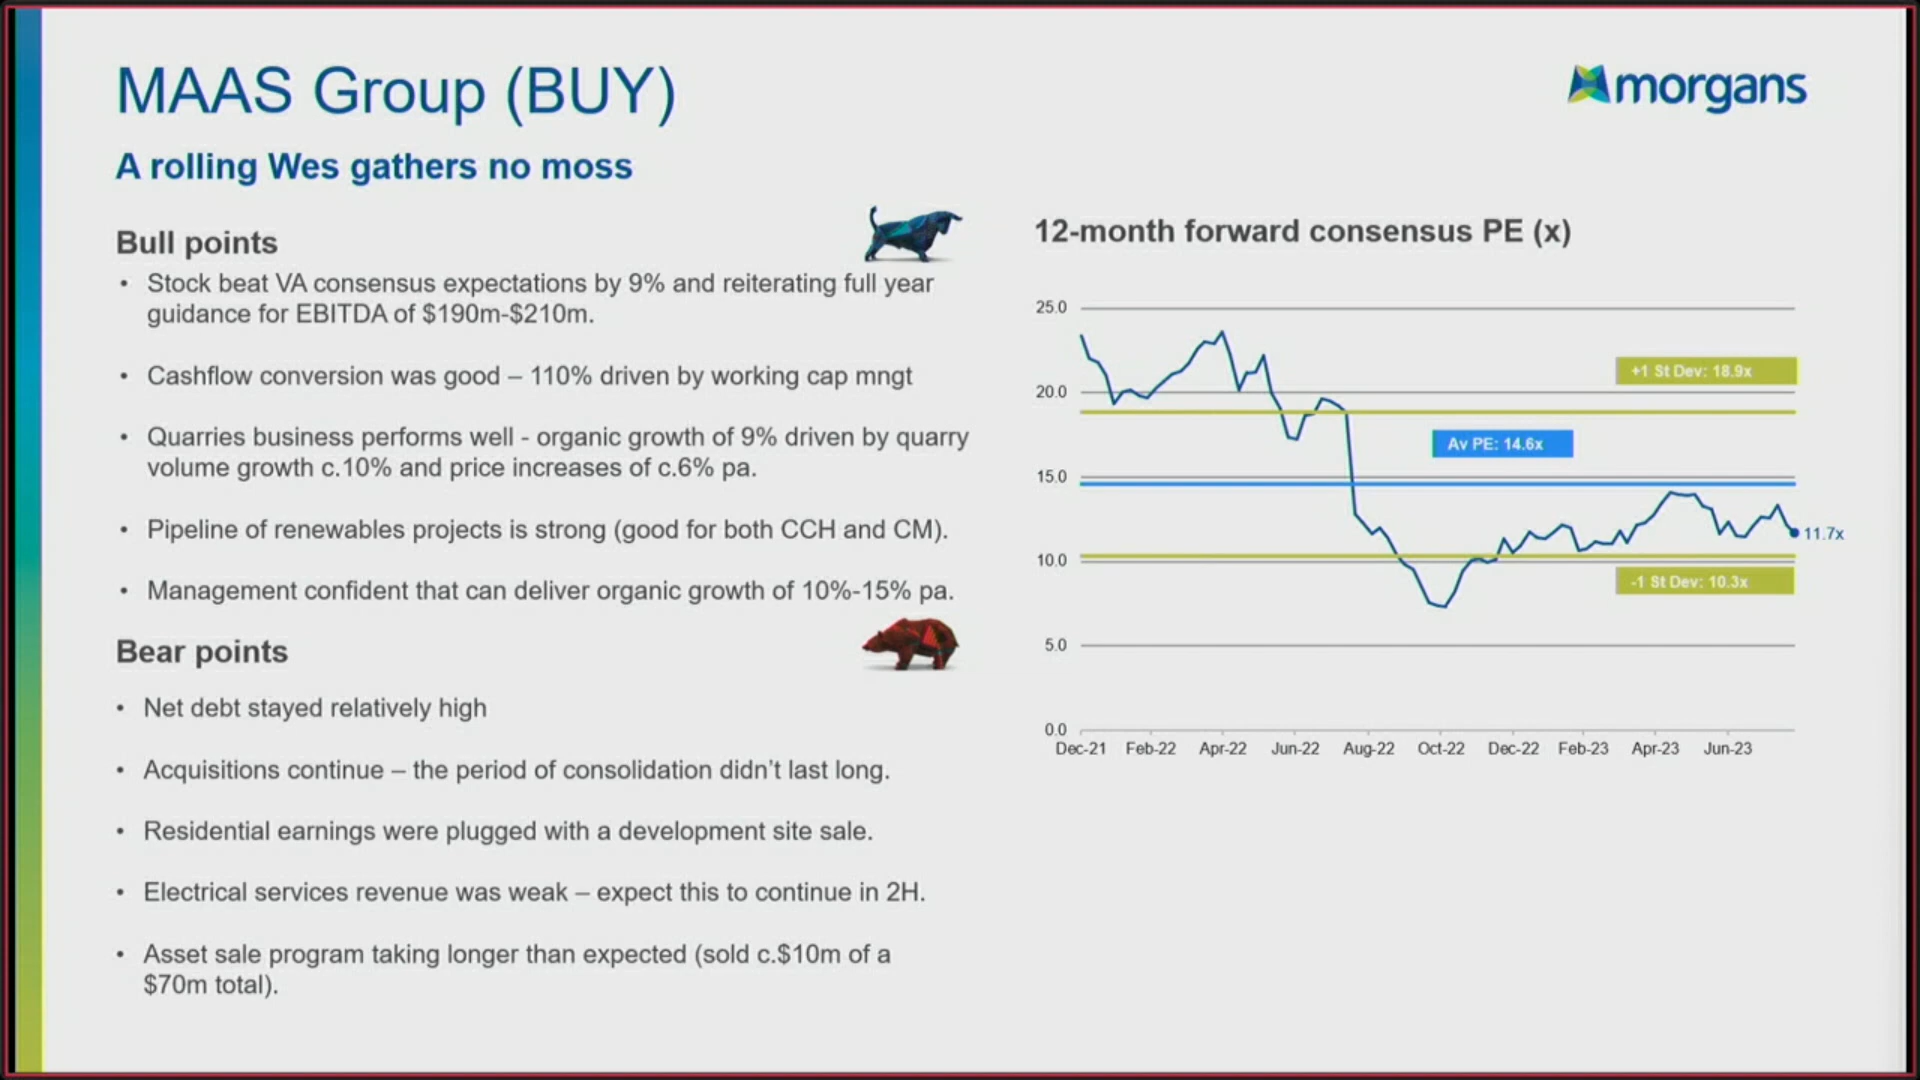 MAAS Group (BUY)
morgans
A rolling Wes gathers no moss
Bull points
• Stock beat VA consensus expectations by 9% and reiterating full year
guidance for EBITDA of $190m-$210m.
• Cashflow conversion was good – 110% driven by working cap mngt
• Quarries business performs well - organic growth of 9% driven by quarry
volume growth c.10% and price increases of c.6% pa.
• Pipeline of renewables projects is strong (good for both CCH and CM).
• Management confident that can deliver organic growth of 10%-15% pa.
Bear points
• Net debt stayed relatively high
• Acquisitions continue – the period of consolidation didn’t last long.
• Residential earnings were plugged with a development site sale.
• Electrical services revenue was weak – expect this to continue in 2H.
• Asset sale program taking longer than expected (sold c.$10m of a
$70m total).
12-month forward consensus PE (x)
25.0
+1 St Dev: 18.9x
20.0
Av PE: 14.6x
15.0
11.7x
10.0
-1 St Dev: 10.3x
5.0
0.0
Dec-21 Feb-22 Apr-22 Jun-22 Aug-22 Oct-22 Dec-22 Feb-23 Apr-23 Jun-23